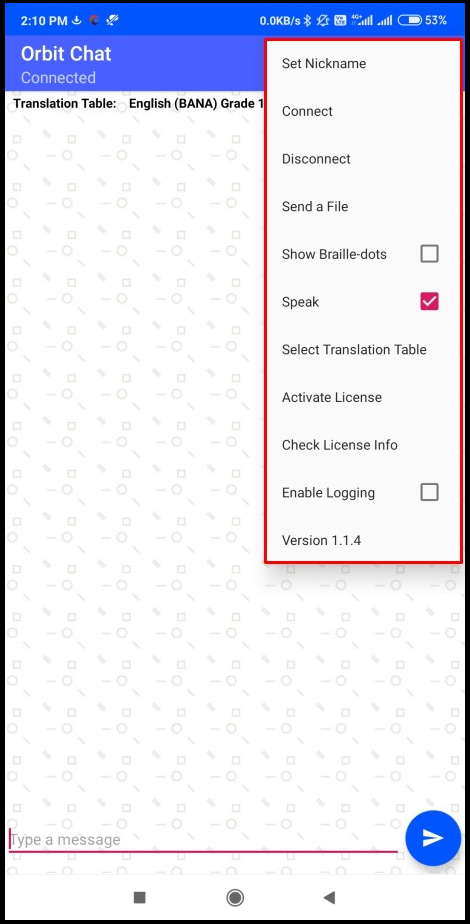 2:10 PM 0.0KB/s 4G+ 53%
Orbit Chat
Connected
Translation Table: English (BANA) Grade 1
Set Nickname
Connect
Disconnect
Send a File
Show Braille-dots
Speak
Select Translation Table
Activate License
Check License Info
Enable Logging
Version 1.1.4
Type a message